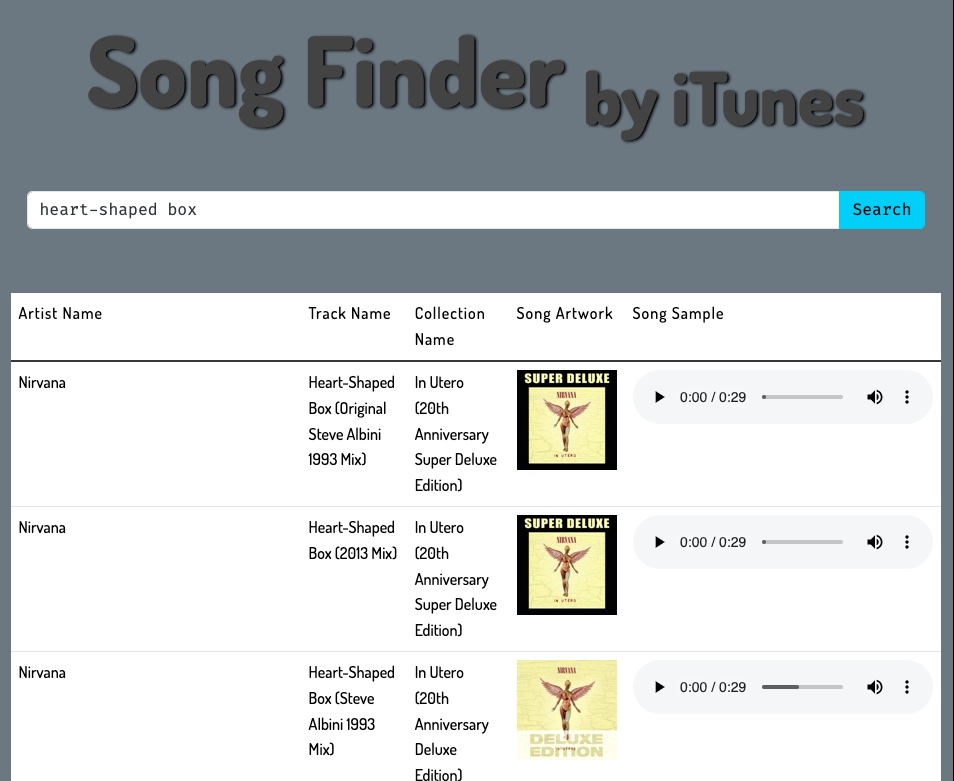 Song Finder by iTunes
heart-shaped box
Search
Artist Name
Track Name
Collection
Name
Song Artwork
Song Sample
Nirvana
Heart-Shaped
Box (Original
Steve Albini
1993 Mix)
In Utero
(20th
Anniversary
Super Deluxe
Edition)
SUPER DELUXE
NIRVANA
IN UTERO
0:00 / 0:29
Nirvana
Heart-Shaped
Box (2013 Mix)
In Utero
(20th
Anniversary
Super Deluxe
Edition)
SUPER DELUXE
NIRVANA
IN UTERO
0:00 / 0:29
Nirvana
Heart-Shaped
Box (Steve
Albini 1993
Mix)
In Utero
(20th
Anniversary
Deluxe
Edition)
NIRVANA
DELUXE
EDITION
0:00 / 0:29